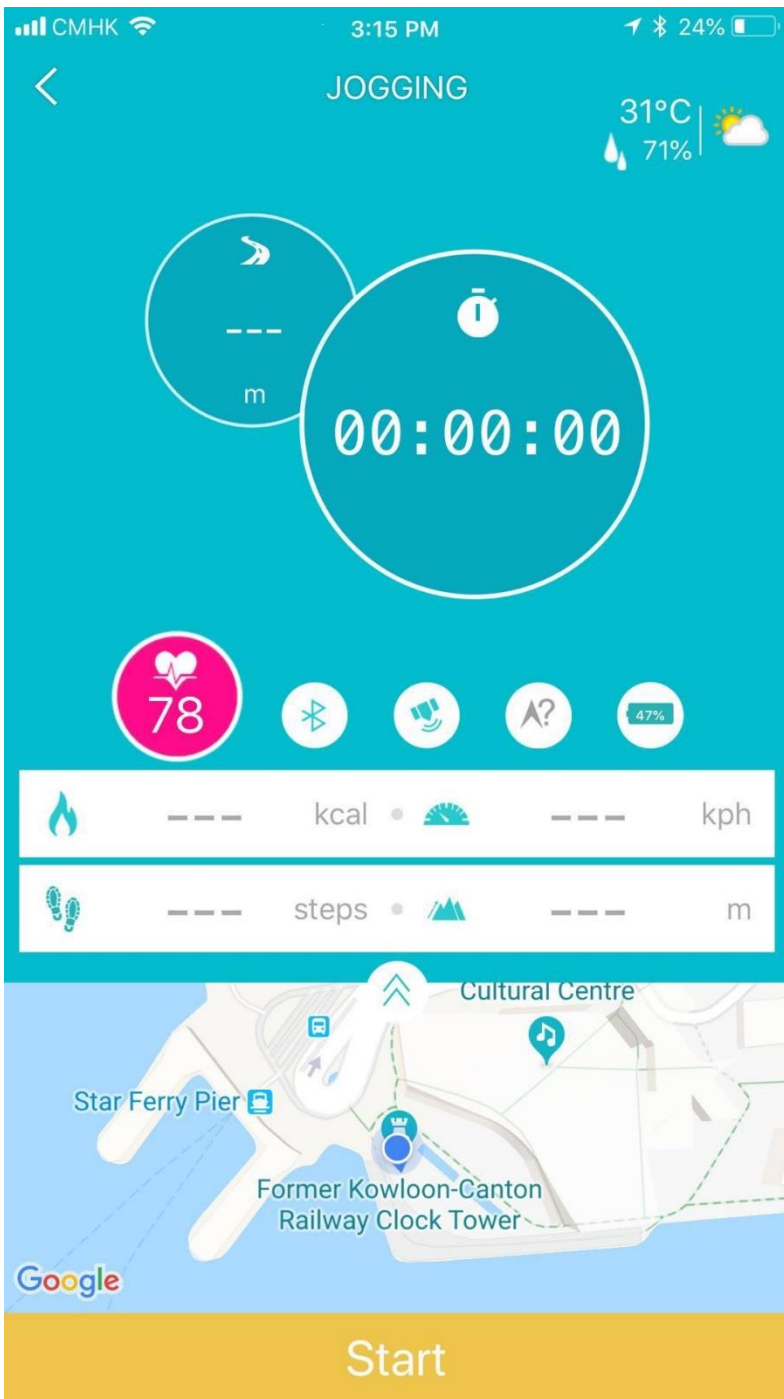 CMHK 3:15 PM 24%
JOGGING
31°C
71%
---
m
00:00:00
78
A?
47%
--- kcal --- kph
--- steps --- m
Cultural Centre
Star Ferry Pier
Former Kowloon-Canton
Railway Clock Tower
Google
Start